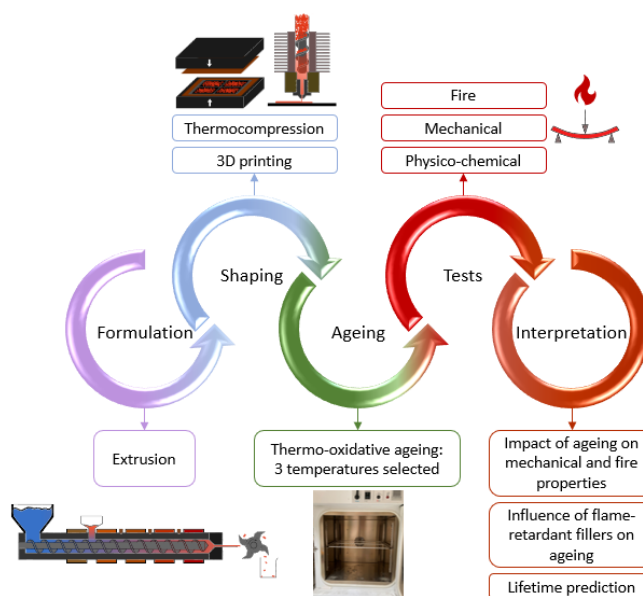 Fire
Thermocompression
Mechanical
3D printing
Physico-chemical
Shaping
Tests
Formulation
Ageing
Interpretation
Extrusion
Thermo-oxidative ageing:
3 temperatures selected
Impact of ageing on
mechanical and fire
properties
Influence of flame-
retardant fillers on
ageing
Lifetime prediction